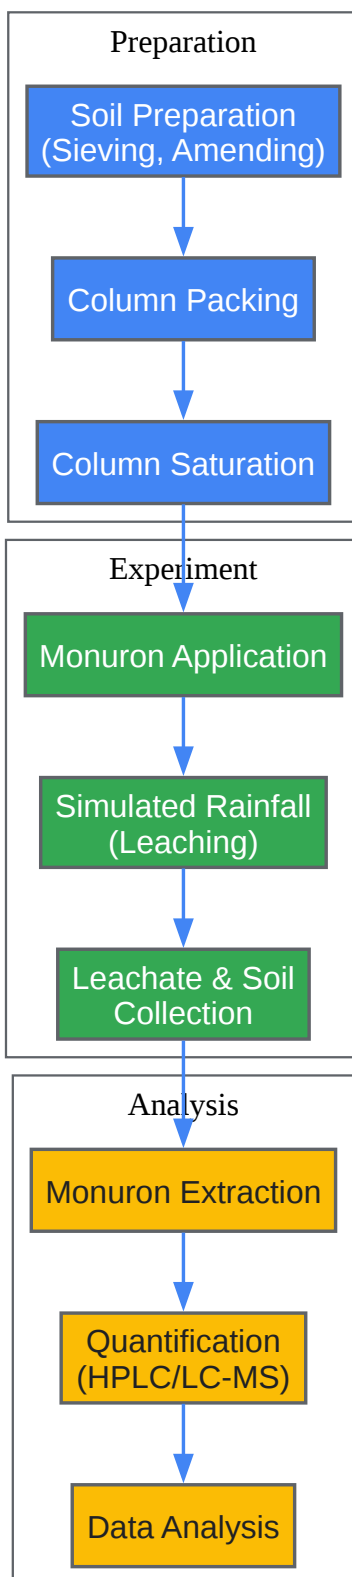 Preparation
Soil Preparation
(Sieving, Amending)
Column Packing
Column Saturation
Experiment
Monuron Application
Simulated Rainfall
(Leaching)
Leachate & Soil
Collection
Analysis
Monuron Extraction
Quantification
(HPLC/LC-MS)
Data Analysis